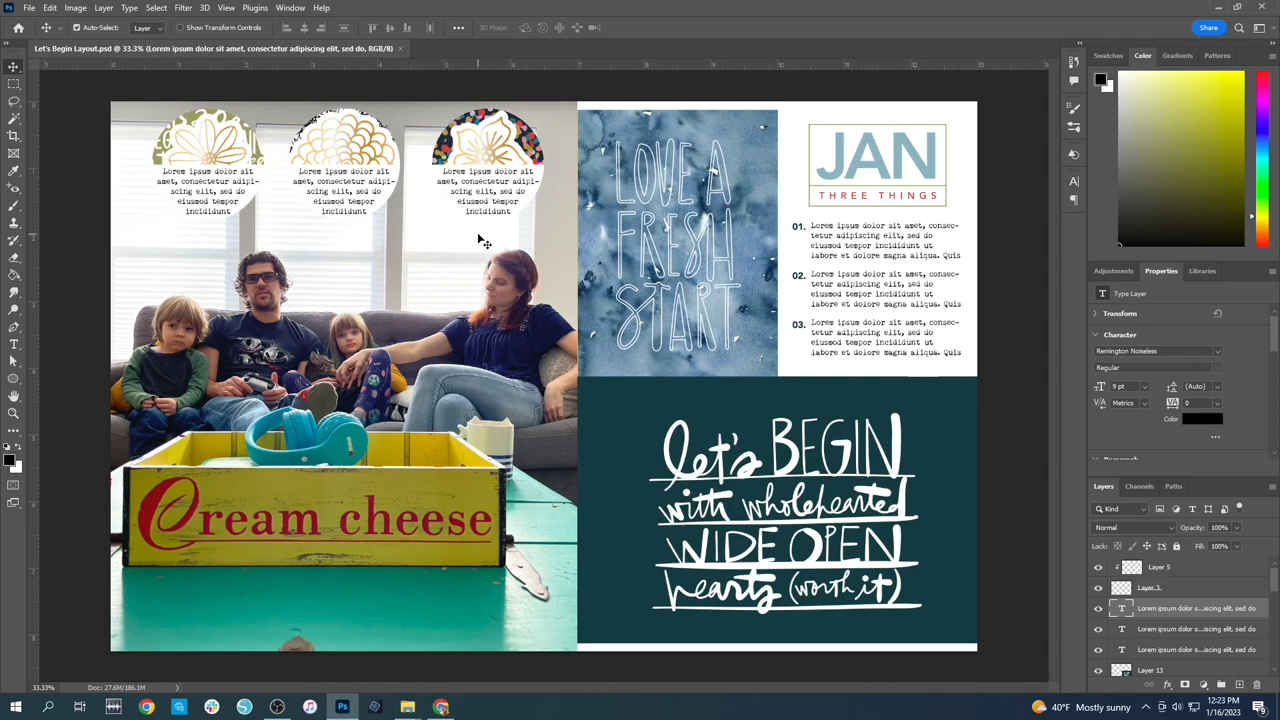 File Edit Image Layer Type Select Filter 3D View Plugins Window Help
Auto-Select: Layer Show Transform Controls 3D Mode: Share
Let's Begin Layout.psd @ 33.3% (Lorem ipsum dolor sit amet, consectetur adipiscing elit, sed do, RGB/8)
Swatches Color Gradients Patterns
Lorem ipsum dolor sit
amet, consectetur adipi-
scing elit, sed do
eiusmod tempor
incididunt
Lorem ipsum dolor sit
amet, consectetur adipi-
scing elit, sed do
eiusmod tempor
incididunt
Lorem ipsum dolor sit
amet, consectetur adipi-
scing elit, sed do
eiusmod tempor
incididunt
Cream cheese
LOVE A
FRESH
START
JAN
THREE THINGS
01. Lorem ipsum dolor sit amet, consec-
tetur adipiscing elit, sed do
eiusmod tempor incididunt ut
labore et dolore magna aliqua. Quis
02. Lorem ipsum dolor sit amet, consec-
tetur adipiscing elit, sed do
eiusmod tempor incididunt ut
labore et dolore magna aliqua. Quis
03. Lorem ipsum dolor sit amet, consec-
tetur adipiscing elit, sed do
eiusmod tempor incididunt ut
labore et dolore magna aliqua. Quis
let's BEGIN
with wholehearted
WIDE OPEN
hearts (worth it)
Adjustments Properties Libraries
Type Layer
Transform
Character
Remington Noiseless
Regular
9 pt (Auto)
Metrics 0
Color
Layers Channels Paths
Kind
Normal Opacity: 100%
Lock: Fill: 100%
Layer 5
Layer 3
Lorem ipsum dolor s...iscing elit, sed do
Lorem ipsum dolor s...iscing elit, sed do
Lorem ipsum dolor s...iscing elit, sed do
Layer 13
33.33% Doc: 27.6M/186.1M
40°F Mostly sunny
12:23 PM
1/16/2023